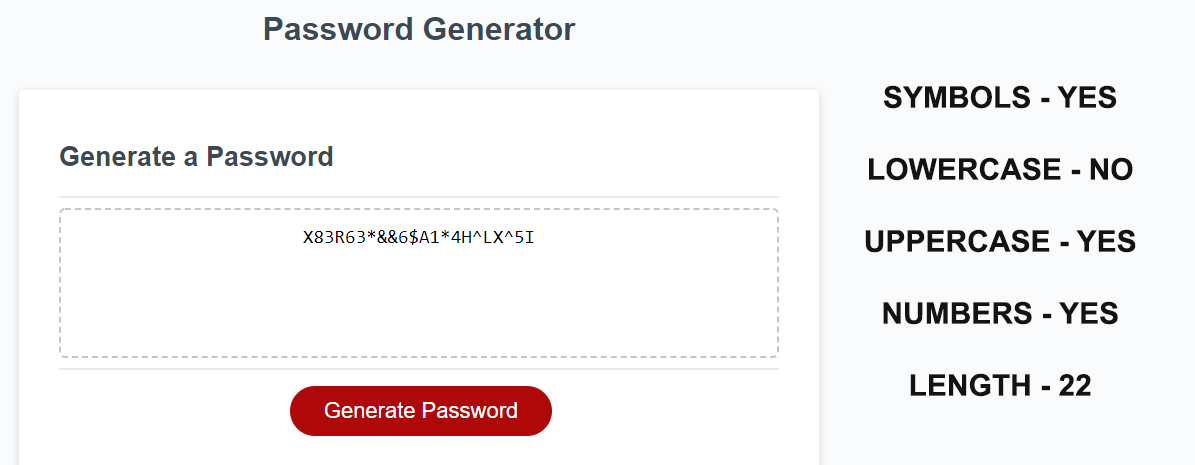 Password Generator
Generate a Password
X83R63*&&6$A1*4H^LX^5I
Generate Password
SYMBOLS - YES
LOWERCASE - NO
UPPERCASE - YES
NUMBERS - YES
LENGTH - 22